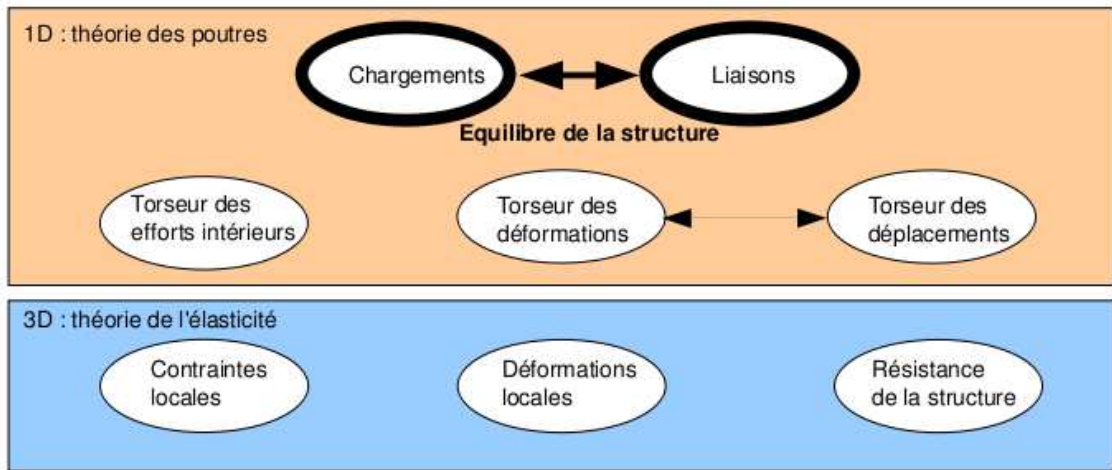 1D : théorie des poutres
Chargements
Liaisons
Equilibre de la structure
Torseur des
efforts intérieurs
Torseur des
déformations
Torseur des
déplacements
3D : théorie de l'élasticité
Contraintes
locales
Déformations
locales
Résistance
de la structure